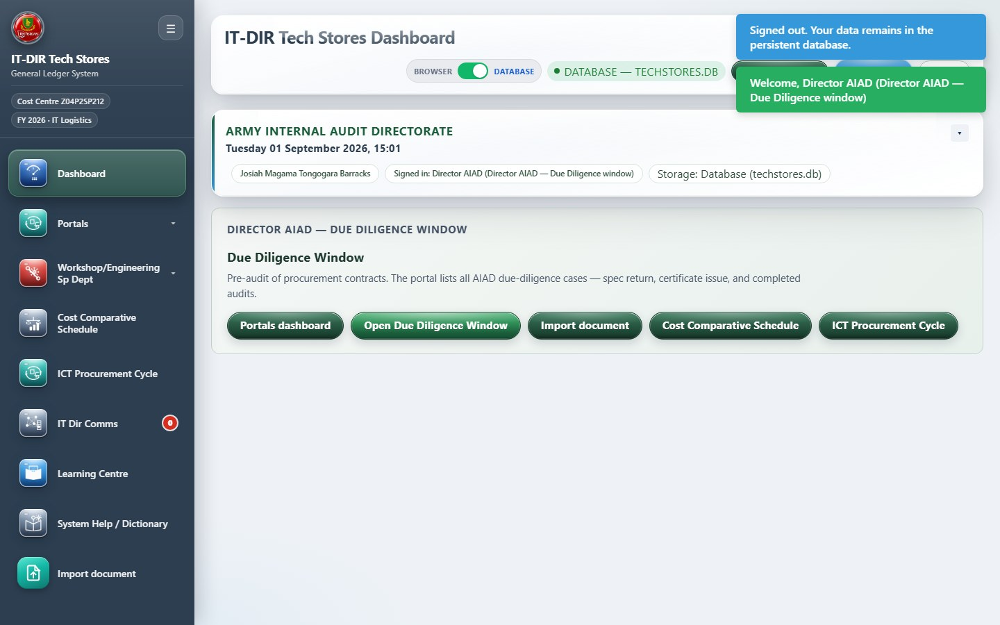 TECHSTORES
☰
IT-DIR Tech Stores
General Ledger System
Cost Centre Z04P2SP212
FY 2026 · IT Logistics
Dashboard
Portals
Workshop/Engineering
Sp Dept
Cost Comparative
Schedule
ICT Procurement Cycle
IT Dir Comms
0
Learning Centre
System Help / Dictionary
Import document
IT-DIR Tech Stores Dashboard
BROWSER
DATABASE
DATABASE — TECHSTORES.DB
Signed out. Your data remains in the
persistent database.
Welcome, Director AIAD (Director AIAD —
Due Diligence window)
ARMY INTERNAL AUDIT DIRECTORATE
Tuesday 01 September 2026, 15:01
Josiah Magama Tongogara Barracks
Signed in: Director AIAD (Director AIAD — Due Diligence window)
Storage: Database (techstores.db)
DIRECTOR AIAD — DUE DILIGENCE WINDOW
Due Diligence Window
Pre-audit of procurement contracts. The portal lists all AIAD due-diligence cases — spec return, certificate issue, and completed
audits.
Portals dashboard
Open Due Diligence Window
Import document
Cost Comparative Schedule
ICT Procurement Cycle